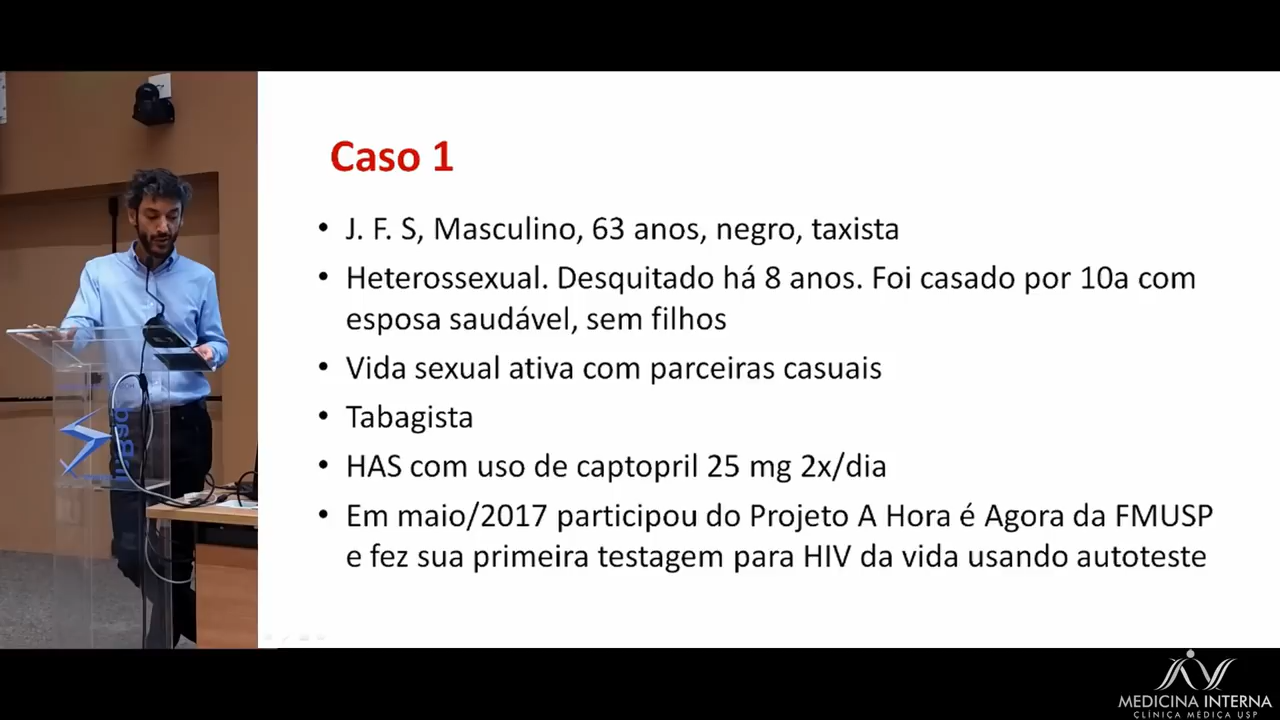 Caso 1
• J. F. S, Masculino, 63 anos, negro, taxista
• Heterossexual. Desquitado há 8 anos. Foi casado por 10a com
esposa saudável, sem filhos
• Vida sexual ativa com parceiras casuais
• Tabagista
• HAS com uso de captopril 25 mg 2x/dia
• Em maio/2017 participou do Projeto A Hora é Agora da FMUSP
e fez sua primeira testagem para HIV da vida usando autoteste
MEDICINA INTERNA
CLÍNICA MÉDICA USP